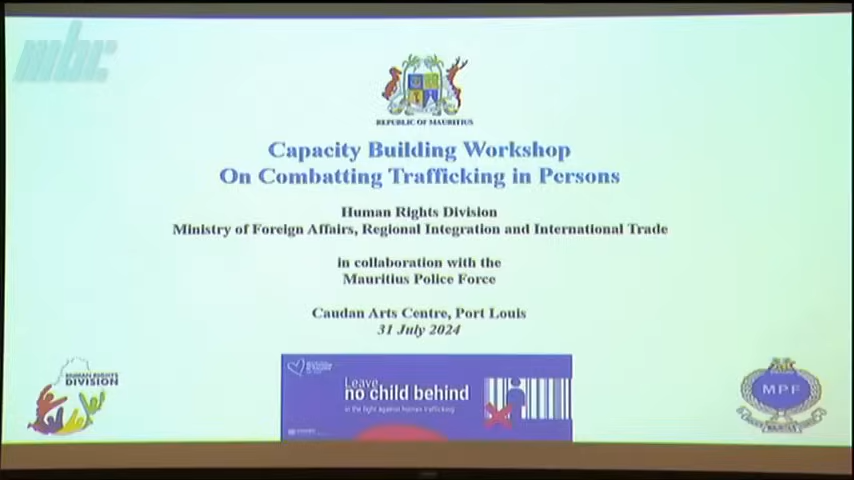 mbc
REPUBLIC OF MAURITIUS
Capacity Building Workshop
On Combatting Trafficking in Persons
Human Rights Division
Ministry of Foreign Affairs, Regional Integration and International Trade
in collaboration with the
Mauritius Police Force
Caudan Arts Centre, Port Louis
31 July 2024
HUMAN RIGHTS
DIVISION
Leave
no child behind
in the fight against human trafficking
MPF